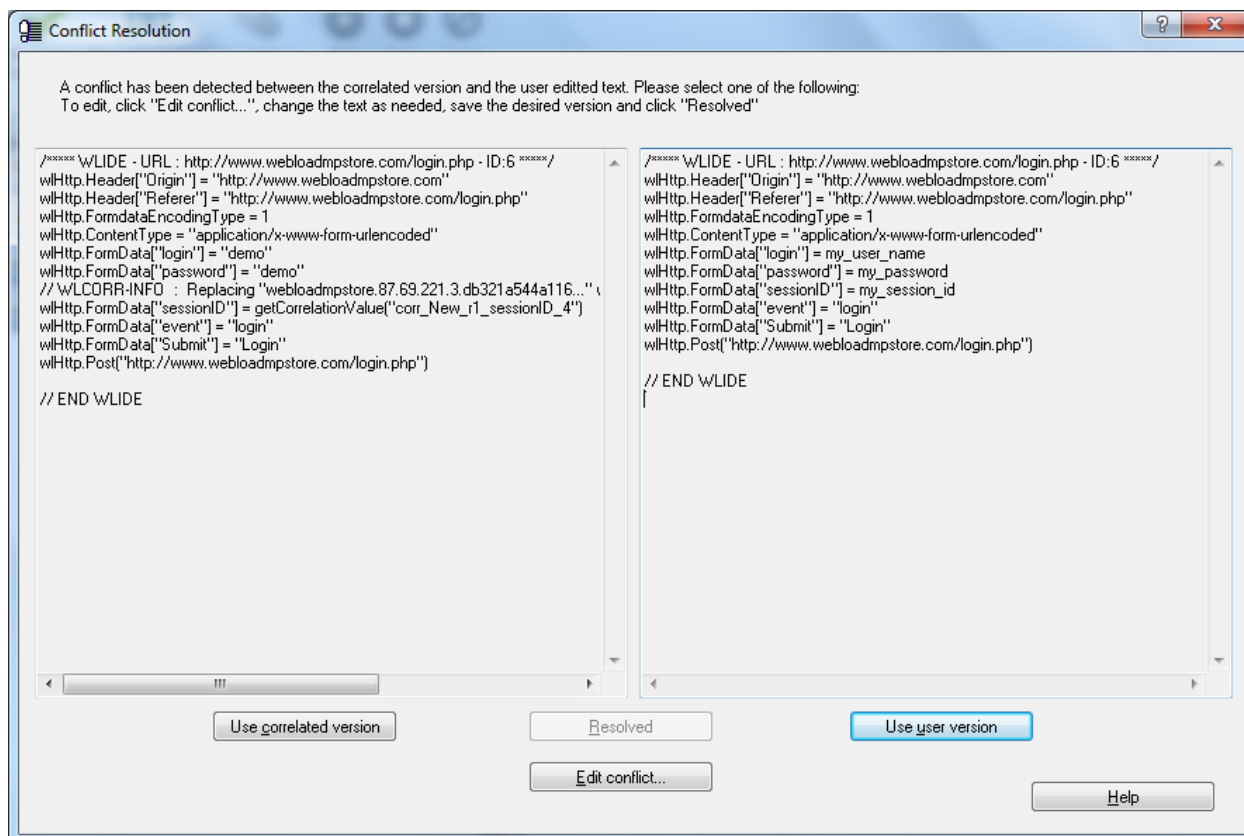 Conflict Resolution
A conflict has been detected between the correlated version and the user editted text. Please select one of the following:
To edit, click "Edit conflict...", change the text as needed, save the desired version and click "Resolved"
/***** WLIDE - URL : http://www.webloadmpstore.com/login.php - ID:6 *****/
wlHttp.Header["Origin"] = "http://www.webloadmpstore.com"
wlHttp.Header["Referer"] = "http://www.webloadmpstore.com/login.php"
wlHttp.FormdataEncodingType = 1
wlHttp.ContentType = "application/x-www-form-urlencoded"
wlHttp.FormData["login"] = "demo"
wlHttp.FormData["password"] = "demo"
// WLCORR-INFO : Replacing "webloadmpstore.87.69.221.3.db321a544a116..."
wlHttp.FormData["sessionID"] = getCorrelationValue("corr_New_r1_sessionID_4")
wlHttp.FormData["event"] = "login"
wlHttp.FormData["Submit"] = "Login"
wlHttp.Post("http://www.webloadmpstore.com/login.php")
// END WLIDE
/***** WLIDE - URL : http://www.webloadmpstore.com/login.php - ID:6 *****/
wlHttp.Header["Origin"] = "http://www.webloadmpstore.com"
wlHttp.Header["Referer"] = "http://www.webloadmpstore.com/login.php"
wlHttp.FormdataEncodingType = 1
wlHttp.ContentType = "application/x-www-form-urlencoded"
wlHttp.FormData["login"] = my_user_name
wlHttp.FormData["password"] = my_password
wlHttp.FormData["sessionID"] = my_session_id
wlHttp.FormData["event"] = "login"
wlHttp.FormData["Submit"] = "Login"
wlHttp.Post("http://www.webloadmpstore.com/login.php")
// END WLIDE
Use correlated version
Resolved
Use user version
Edit conflict...
Help